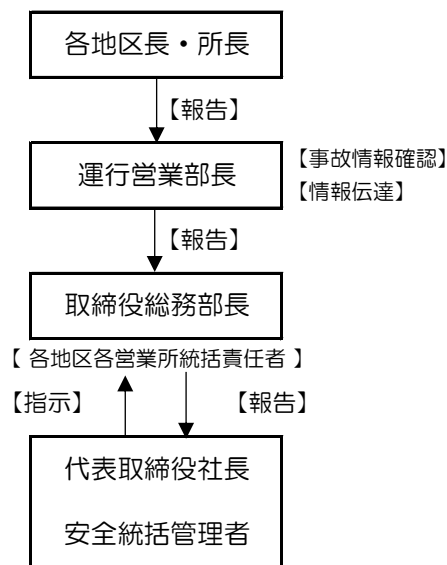 各地区長・所長
【報告】
運行営業部長
【事故情報確認】
【情報伝達】
【報告】
取締役総務部長
【 各地区各営業所統括責任者 】
【指示】
【報告】
代表取締役社長
安全統括管理者